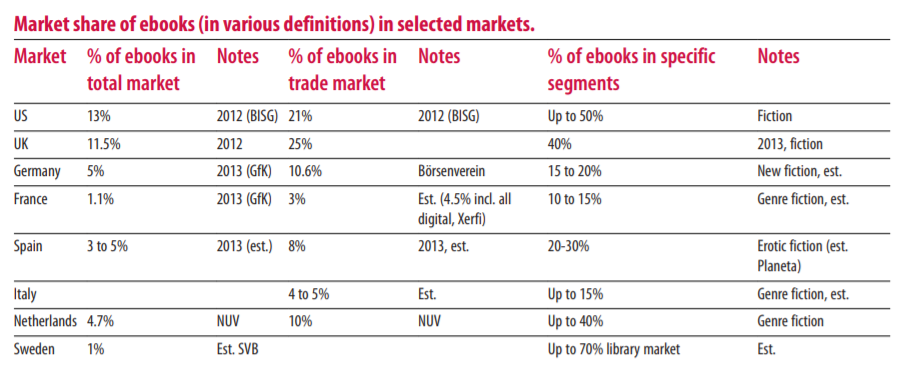 Market share of ebooks (in various definitions) in selected markets.
Market % of ebooks in total market Notes % of ebooks in trade market Notes % of ebooks in specific segments Notes
US 13% 2012 (BISG) 21% 2012 (BISG) Up to 50% Fiction
UK 11.5% 2012 25% 40% 2013, fiction
Germany 5% 2013 (GfK) 10.6% Börsenverein 15 to 20% New fiction, est.
France 1.1% 2013 (GfK) 3% Est. (4.5% incl. all digital, Xerfi) 10 to 15% Genre fiction, est.
Spain 3 to 5% 2013 (est.) 8% 2013, est. 20-30% Erotic fiction (est. Planeta)
Italy 4 to 5% Est. Up to 15% Genre fiction, est.
Netherlands 4.7% NUV 10% NUV Up to 40% Genre fiction
Sweden 1% Est. SVB Up to 70% library market Est.